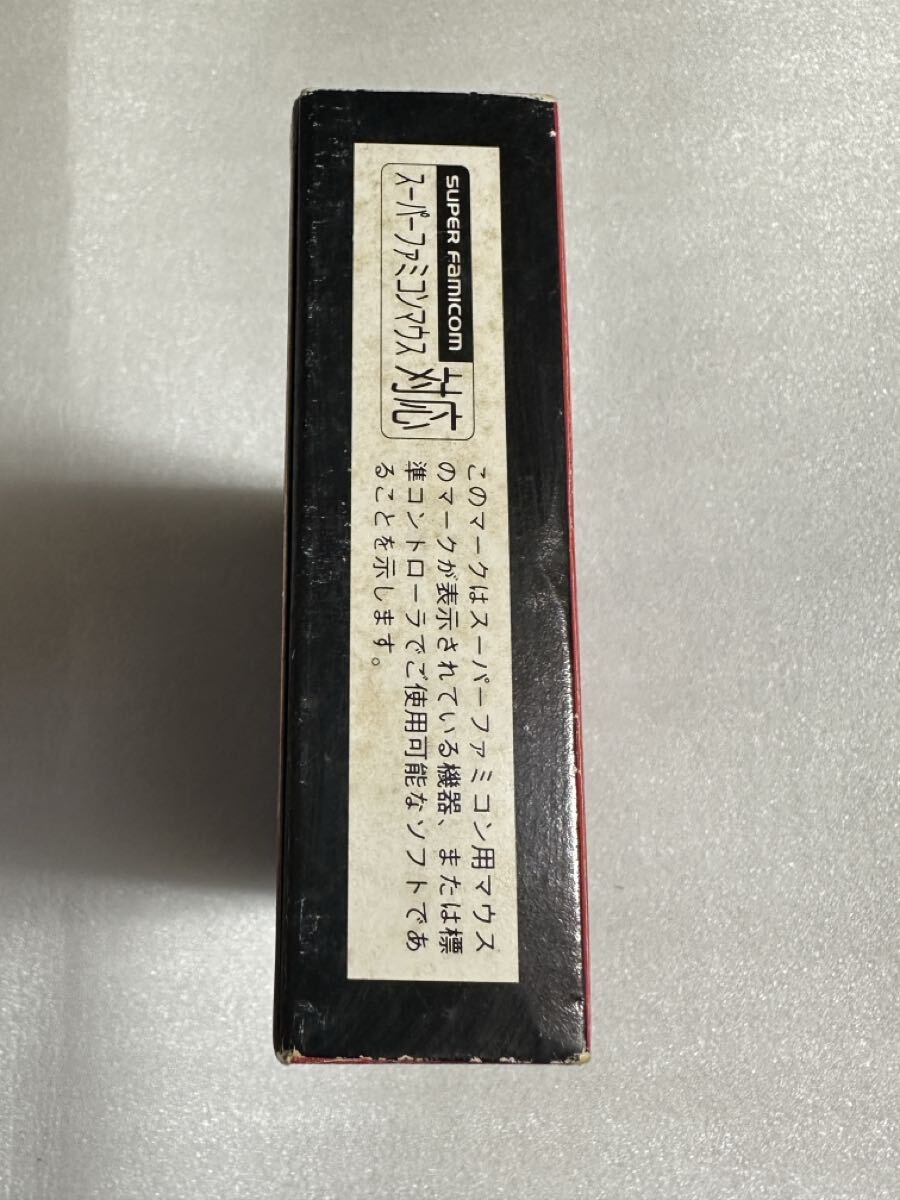 SUPER FAMICOM
スーパーファミコンマウス対応
このマークはスーパーファミコン用マウス
のマークが表示されている機器、または標
準コントローラでご使用可能なソフトであ
ることを示します。